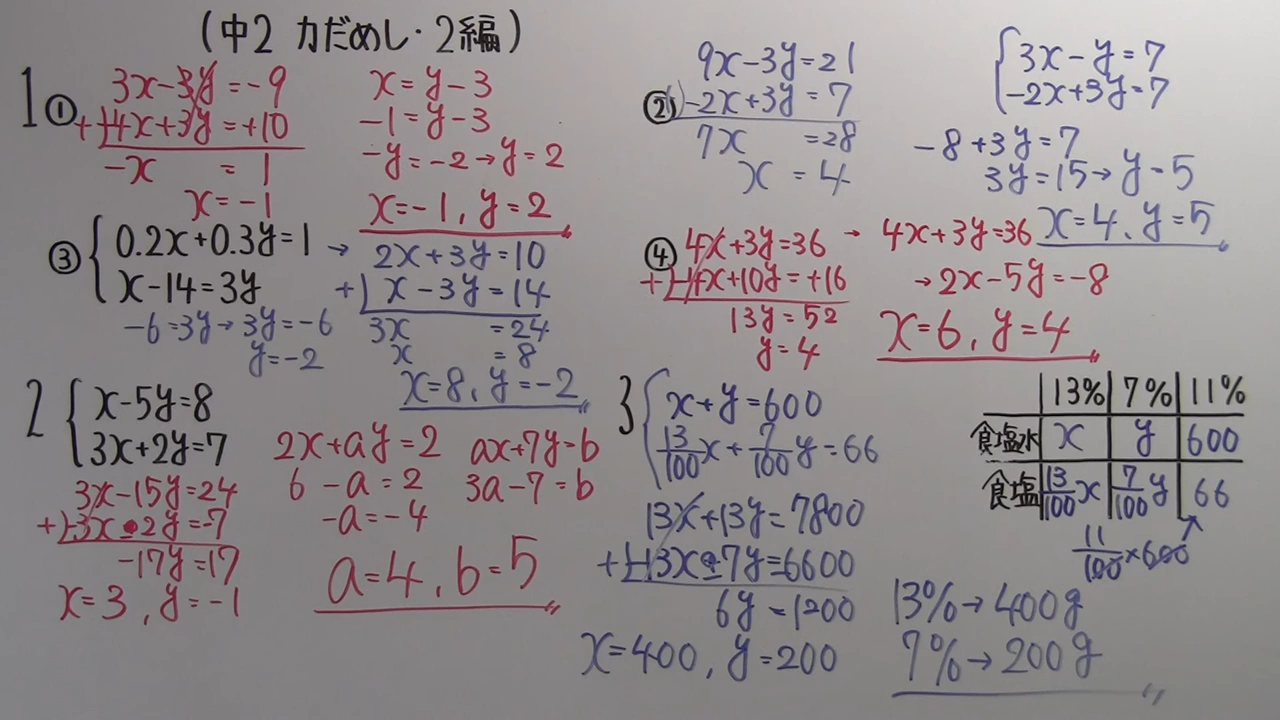 (中2 力だめし・2編)
1 ①
3x-3y=-9
+)-4x+3y=+10
-x =1
x=-1
x=y-3
-1=y-3
-y=-2→y=2
x=-1, y=2
②
9x-3y=21
-)-2x+3y=7
7x =28
x =4
{3x-y=7
-2x+3y=7
-8+3y=7
3y=15→y=5
x=4, y=5
③
{0.2x+0.3y=1 →
x-14=3y
2x+3y=10
+) x-3y=14
3x =24
x =8
-6=3y→3y=-6
y=-2
x=8, y=-2
④
4x+3y=36
+)-4x+10y=+16
13y=52
y=4
→ 4x+3y=36
→2x-5y=-8
x=6, y=4
2
{x-5y=8
3x+2y=7
3x-15y=24
+)-3x-2y=-7
-17y=17
x=3, y=-1
2x+ay=2
6-a=2
-a=-4
ax+7y=b
3a-7=b
a=4, b=5
3
{x+y=600
13/100x+7/100y=66
13x+13y=7800
+)-13x-7y=-6600
6y=1200
x=400, y=200
13% 7% 11%
食塩水 x y 600
食塩 13/100x 7/100y 66
11/100×600
13%→400g
7%→200g